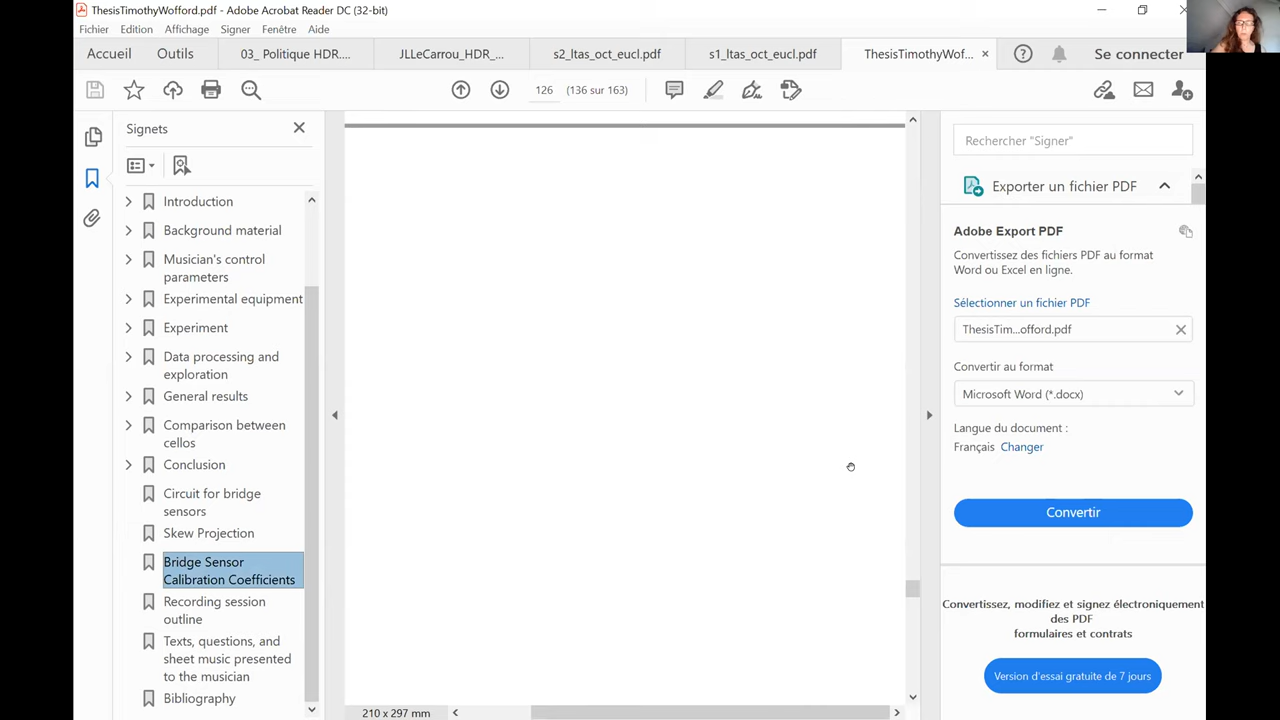 ThesisTimothyWofford.pdf - Adobe Acrobat Reader DC (32-bit)
Fichier Edition Affichage Signer Fenêtre Aide
Accueil Outils 03_ Politique HDR.... JLLeCarrou_HDR_... s2_ltas_oct_eucl.pdf s1_ltas_oct_eucl.pdf ThesisTimothyWof... Se connecter
126 (136 sur 163)
Signets
Introduction
Background material
Musician's control
parameters
Experimental equipment
Experiment
Data processing and
exploration
General results
Comparison between
cellos
Conclusion
Circuit for bridge
sensors
Skew Projection
Bridge Sensor
Calibration Coefficients
Recording session
outline
Texts, questions, and
sheet music presented
to the musician
Bibliography
210 x 297 mm
Rechercher "Signer"
Exporter un fichier PDF
Adobe Export PDF
Convertissez des fichiers PDF au format
Word ou Excel en ligne.
Sélectionner un fichier PDF
ThesisTim...offord.pdf
Convertir au format
Microsoft Word (*.docx)
Langue du document :
Français Changer
Convertir
Convertissez, modifiez et signez électroniquement
des PDF
formulaires et contrats
Version d'essai gratuite de 7 jours